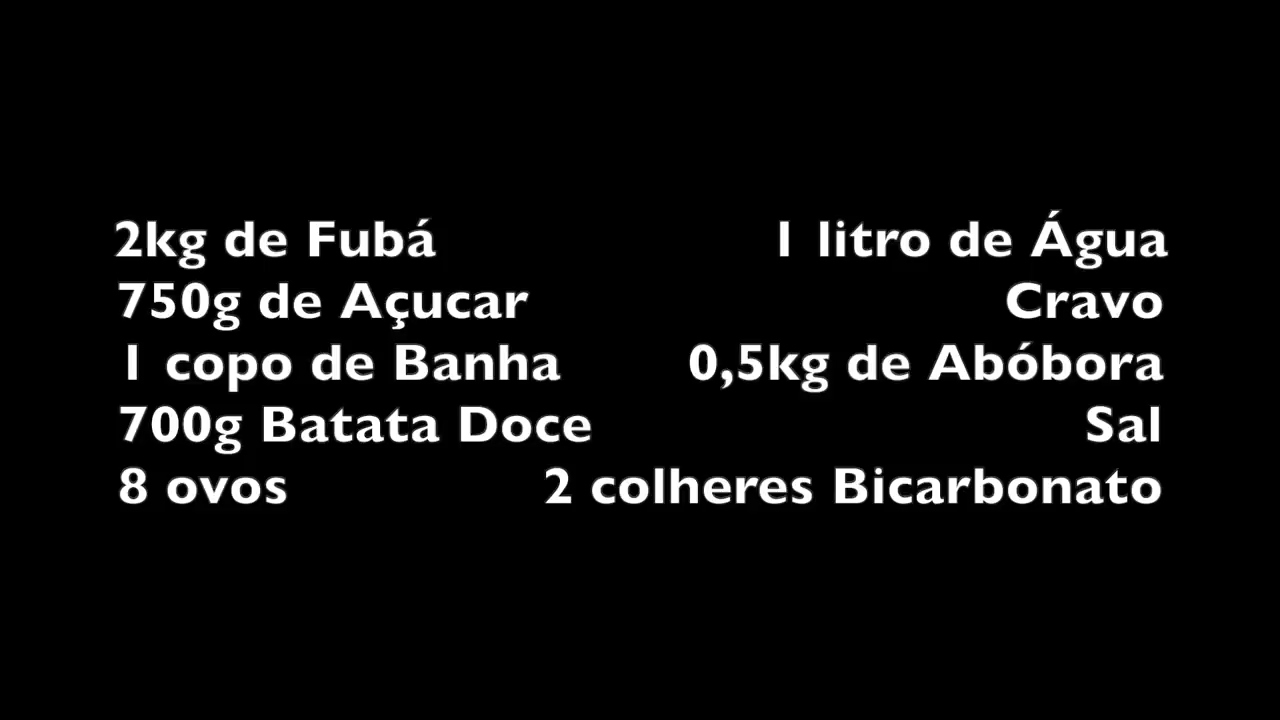 2kg de Fubá
750g de Açucar
1 copo de Banha
700g Batata Doce
8 ovos
1 litro de Água
Cravo
0,5kg de Abóbora
Sal
2 colheres Bicarbonato